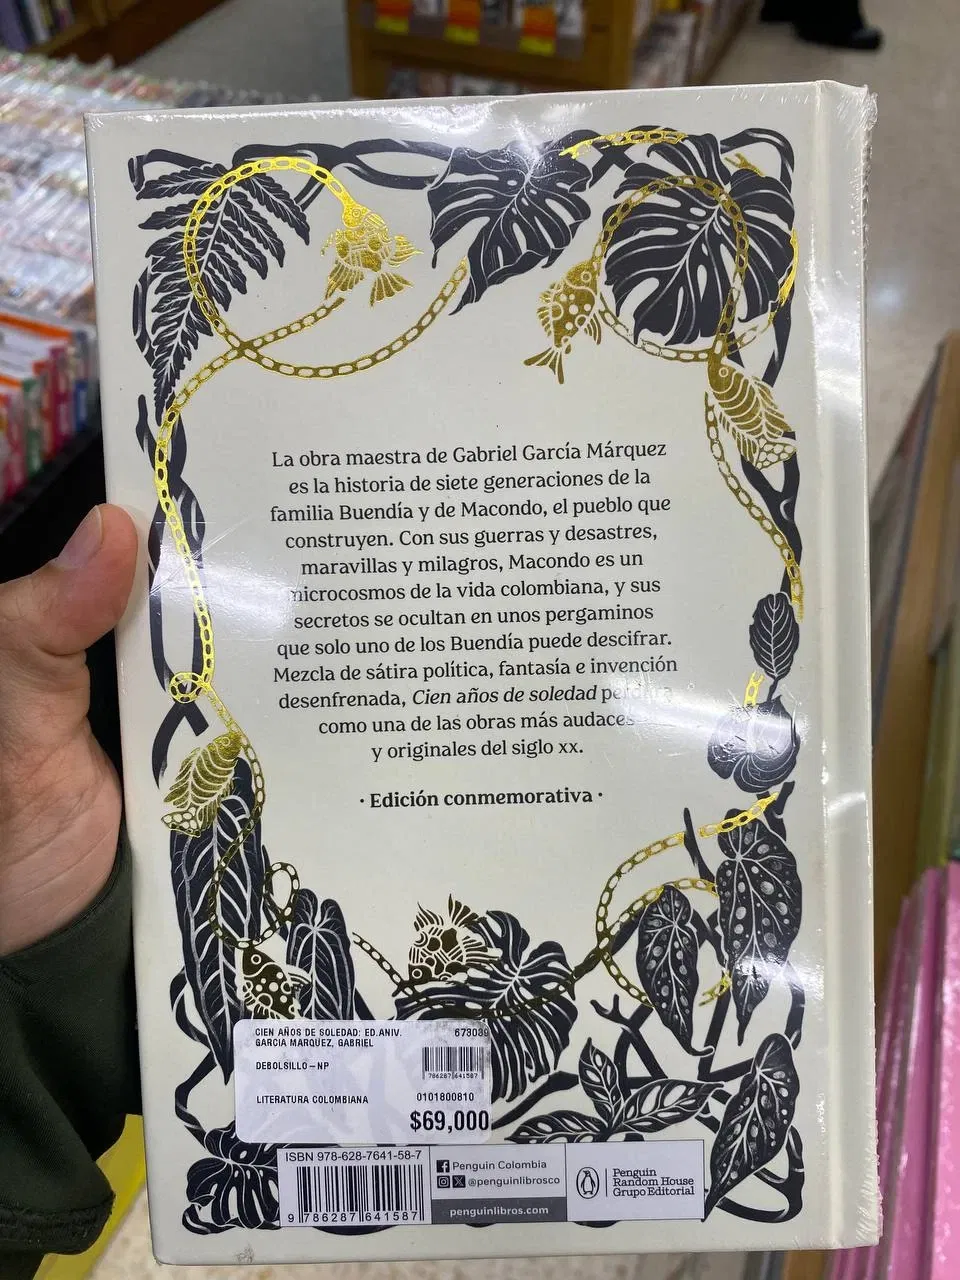 La obra maestra de Gabriel García Márquez
es la historia de siete generaciones de la
familia Buendía y de Macondo, el pueblo que
construyen. Con sus guerras y desastres,
maravillas y milagros, Macondo es un
microcosmos de la vida colombiana, y sus
secretos se ocultan en unos pergaminos
que solo uno de los Buendía puede descifrar.
Mezcla de sátira política, fantasía e invención
desenfrenada, Cien años de soledad
como una de las obras más audaces
y originales del siglo XX.
· Edición conmemorativa ·
CIEN AÑOS DE SOLEDAD: ED.ANIV. 673089
GARCIA MARQUEZ, GABRIEL
DEBOLSILLO-NP
786287 641587
LITERATURA COLOMBIANA 0101800810
$69,000
ISBN 978-628-7641-58-7
9 786287 641587
Penguin Colombia
@penguinlibrosco
penguinlibros.com
Penguin
Random House
Grupo Editorial